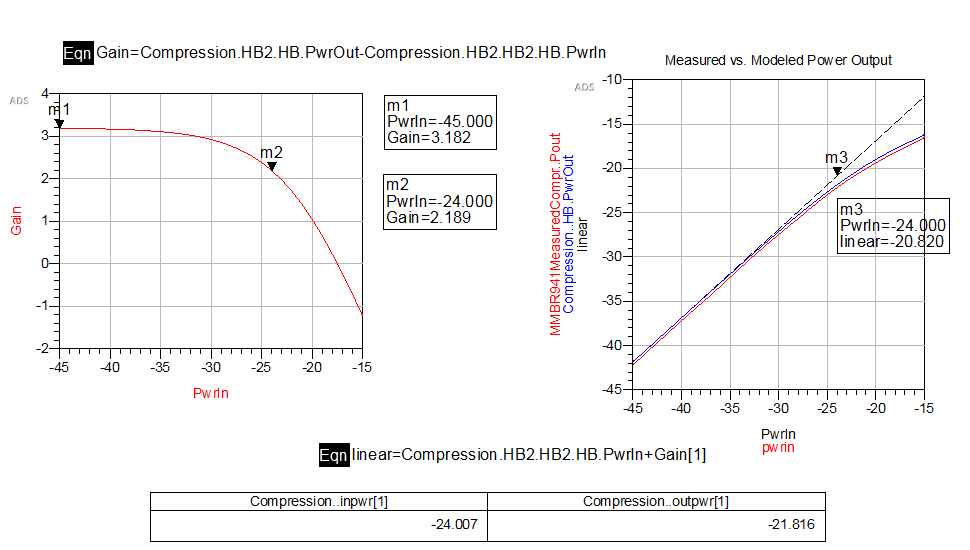 Eqn Gain=Compression.HB2.HB.PwrOut-Compression.HB2.HB2.HB.PwrIn
ADS
m1
m2
4
3
2
1
0
-1
-2
Gain
-45
-40
-35
-30
-25
-20
-15
PwrIn
m1
PwrIn=-45.000
Gain=3.182
m2
PwrIn=-24.000
Gain=2.189
Measured vs. Modeled Power Output
ADS
m3
-10
-15
-20
-25
-30
-35
-40
-45
MMBR941MeasuredCompr..Pout
Compression..HB.PwrOut
linear
m3
PwrIn=-24.000
linear=-20.820
-45
-40
-35
-30
-25
-20
-15
PwrIn
pwrin
Eqn linear=Compression.HB2.HB2.HB.PwrIn+Gain[1]
Compression..inpwr[1]
Compression..outpwr[1]
-24.007
-21.816